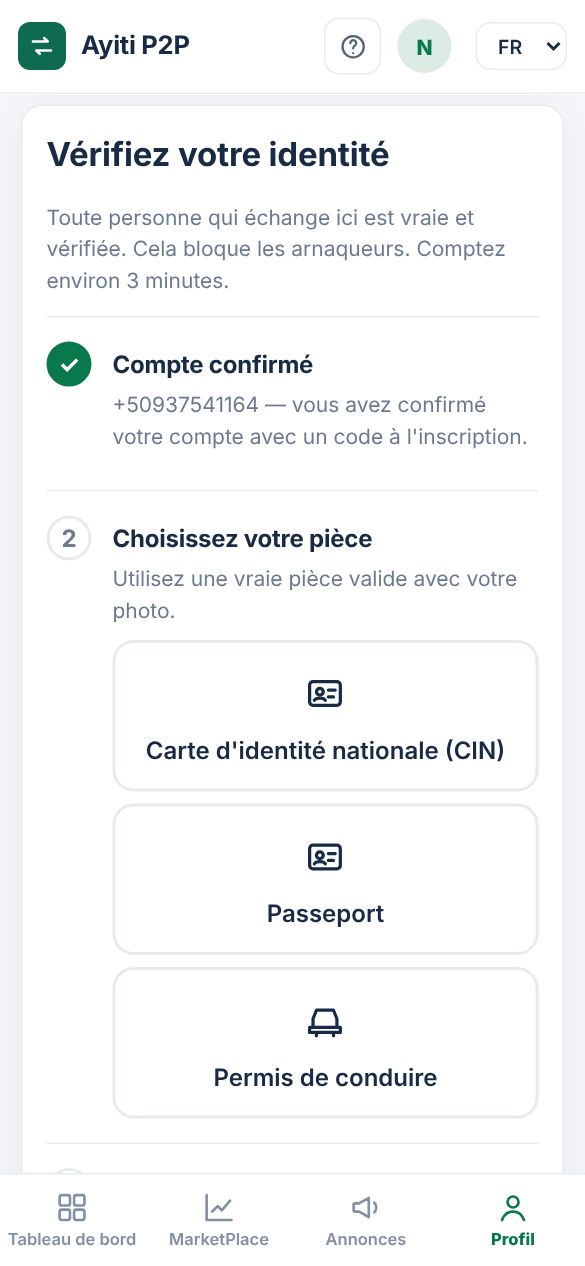 Ayiti P2P
N
FR
Vérifiez votre identité
Toute personne qui échange ici est vraie et
vérifiée. Cela bloque les arnaqueurs. Comptez
environ 3 minutes.
Compte confirmé
+50937541164 — vous avez confirmé
votre compte avec un code à l'inscription.
2
Choisissez votre pièce
Utilisez une vraie pièce valide avec votre
photo.
Carte d'identité nationale (CIN)
Passeport
Permis de conduire
Tableau de bord
MarketPlace
Annonces
Profil